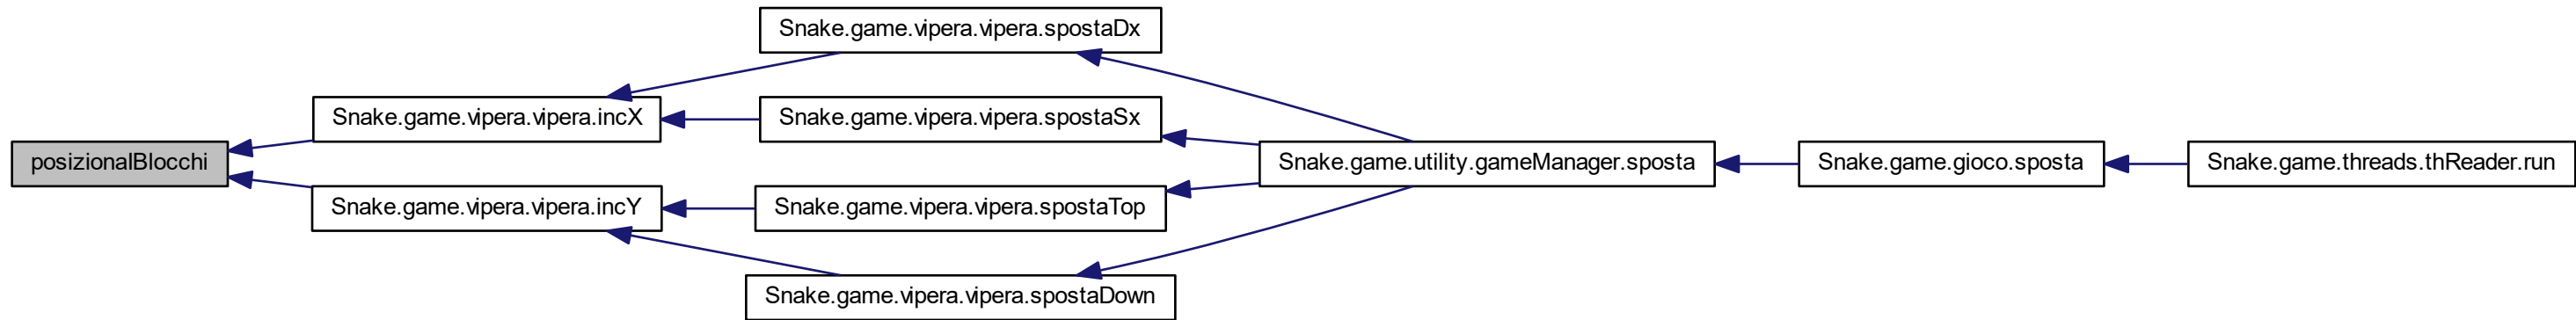 Snake.game.vipera.vipera.spostaDx
Snake.game.vipera.vipera.incX
Snake.game.vipera.vipera.spostaSx
posizionalBlocchi
Snake.game.utility.gameManager.sposta
Snake.game.gioco.sposta
Snake.game.threads.thReader.run
Snake.game.vipera.vipera.incY
Snake.game.vipera.vipera.spostaTop
Snake.game.vipera.vipera.spostaDown